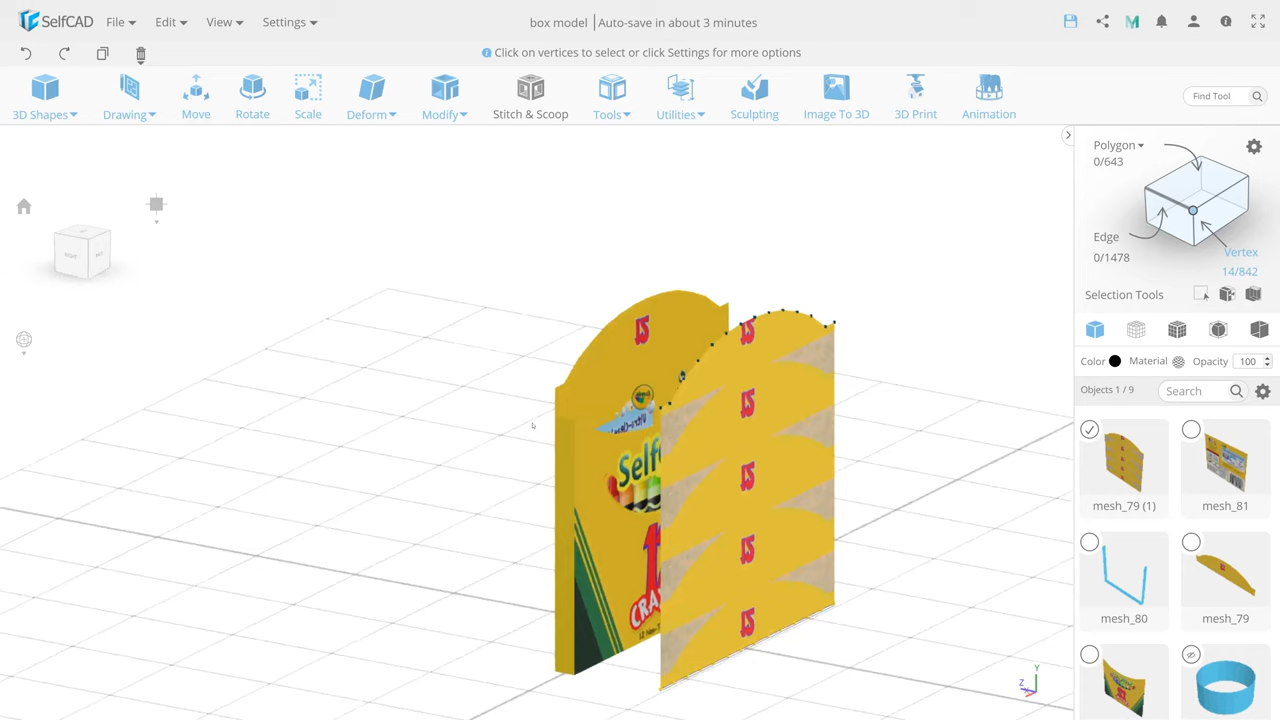 SelfCAD File Edit View Settings
box model Auto-save in about 3 minutes
Click on vertices to select or click Settings for more options
3D Shapes Drawing Move Rotate Scale Deform Modify Stitch & Scoop Tools Utilities Sculpting Image To 3D 3D Print Animation
Find Tool
Polygon
0/643
Edge
0/1478
Vertex
14/842
Selection Tools
Color Material Opacity 100
Objects 1 / 9 Search
mesh_79 (1) mesh_81
mesh_80 mesh_79
Self
CRA
Y
Z